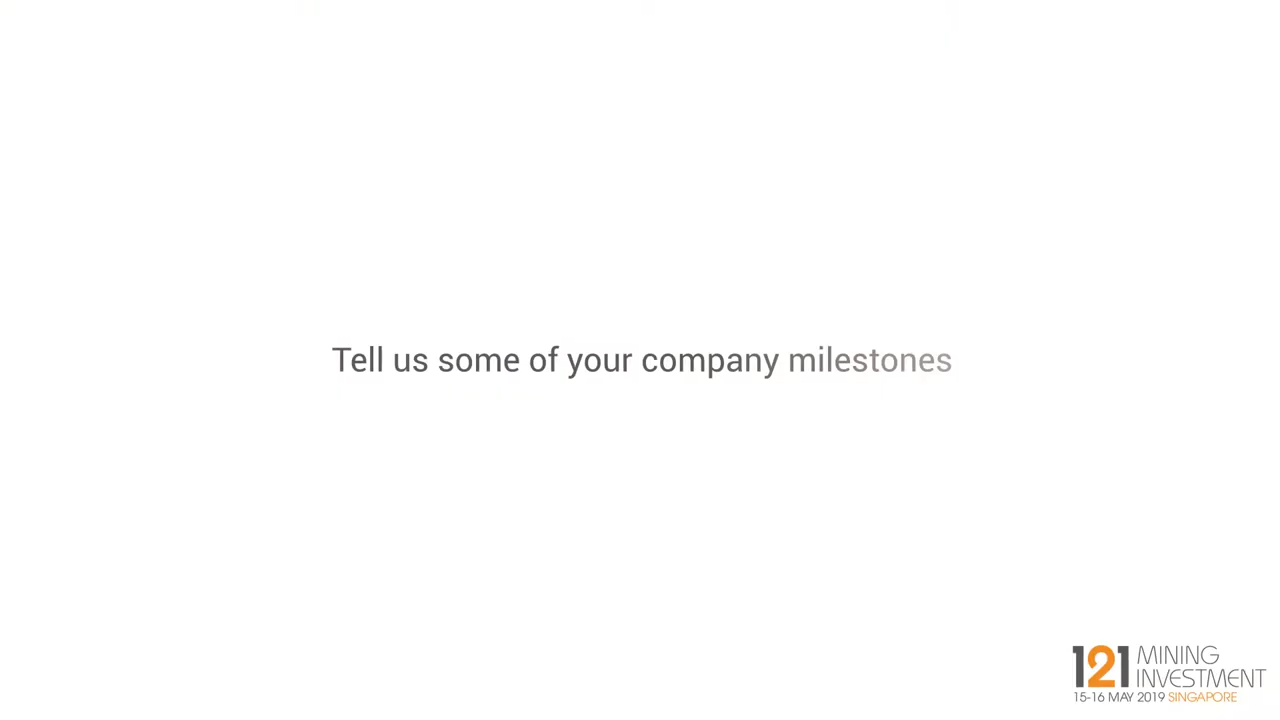 Tell us some of your company milestones
121 MINING
INVESTMENT
15-16 MAY 2019 SINGAPORE